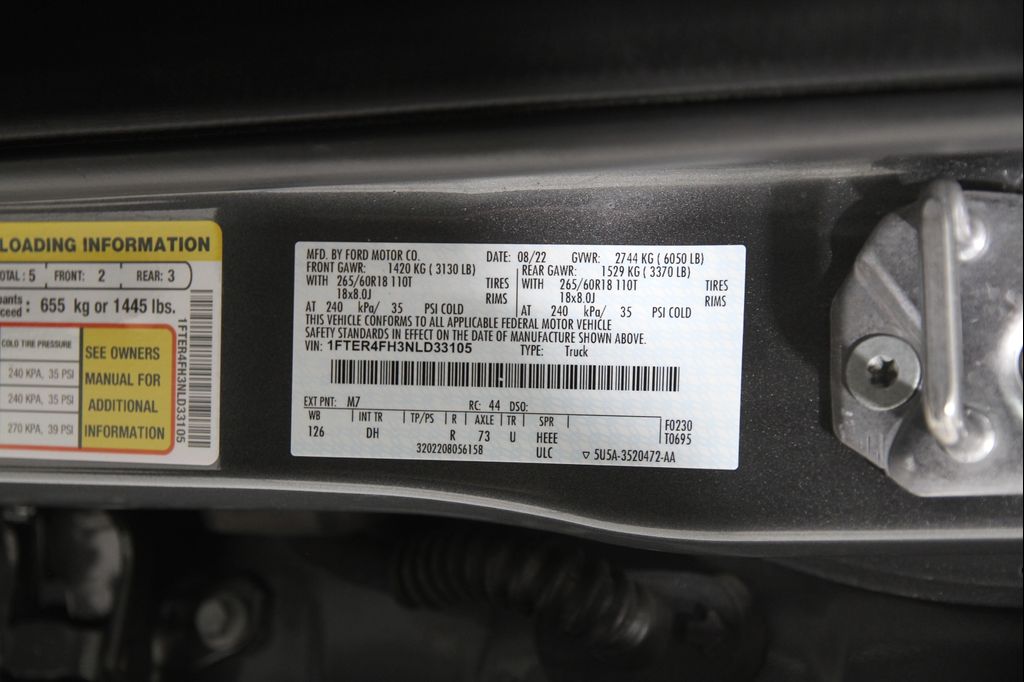 LOADING INFORMATION
OTAL : 5 FRONT: 2 REAR: 3
pants
ceed : 655 kg or 1445 lbs.
COLD TIRE PRESSURE
240 KPA, 35 PSI
240 KPA, 35 PSI
270 KPA, 39 PSI
SEE OWNERS
MANUAL FOR
ADDITIONAL
INFORMATION
1FTER4FH3NLD33105
MFD. BY FORD MOTOR CO. DATE: 08/22 GVWR: 2744 KG ( 6050 LB)
FRONT GAWR: 1420 KG ( 3130 LB) REAR GAWR: 1529 KG ( 3370 LB)
WITH 265/60R18 110T TIRES WITH 265/60R18 110T TIRES
18x8.0J RIMS 18x8.0J RIMS
AT 240 kPa/ 35 PSI COLD AT 240 kPa/ 35 PSI COLD
THIS VEHICLE CONFORMS TO ALL APPLICABLE FEDERAL MOTOR VEHICLE
SAFETY STANDARDS IN EFFECT ON THE DATE OF MANUFACTURE SHOWN ABOVE.
VIN: 1FTER4FH3NLD33105 TYPE: Truck
EXT PNT: M7 RC: 44 DSO:
WB INT TR TP/PS R AXLE TR SPR F0230
126 DH R 73 U HEEE T0695
3202208056158 ULC ▽ 5U5A-3520472-AA